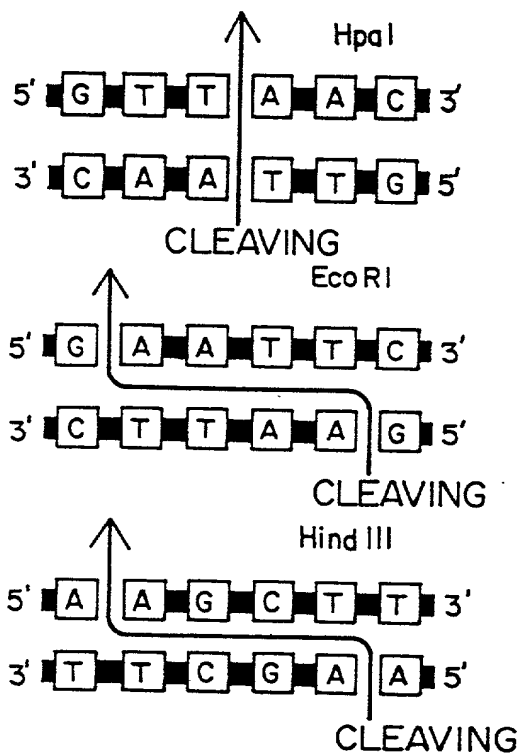 Hpa I
5' G T T A A C 3'
3' C A A T T G 5'
CLEAVING
Eco RI
5' G A A T T C 3'
3' C T T A A G 5'
CLEAVING
Hind III
5' A A G C T T 3'
3' T T C G A A 5'
CLEAVING